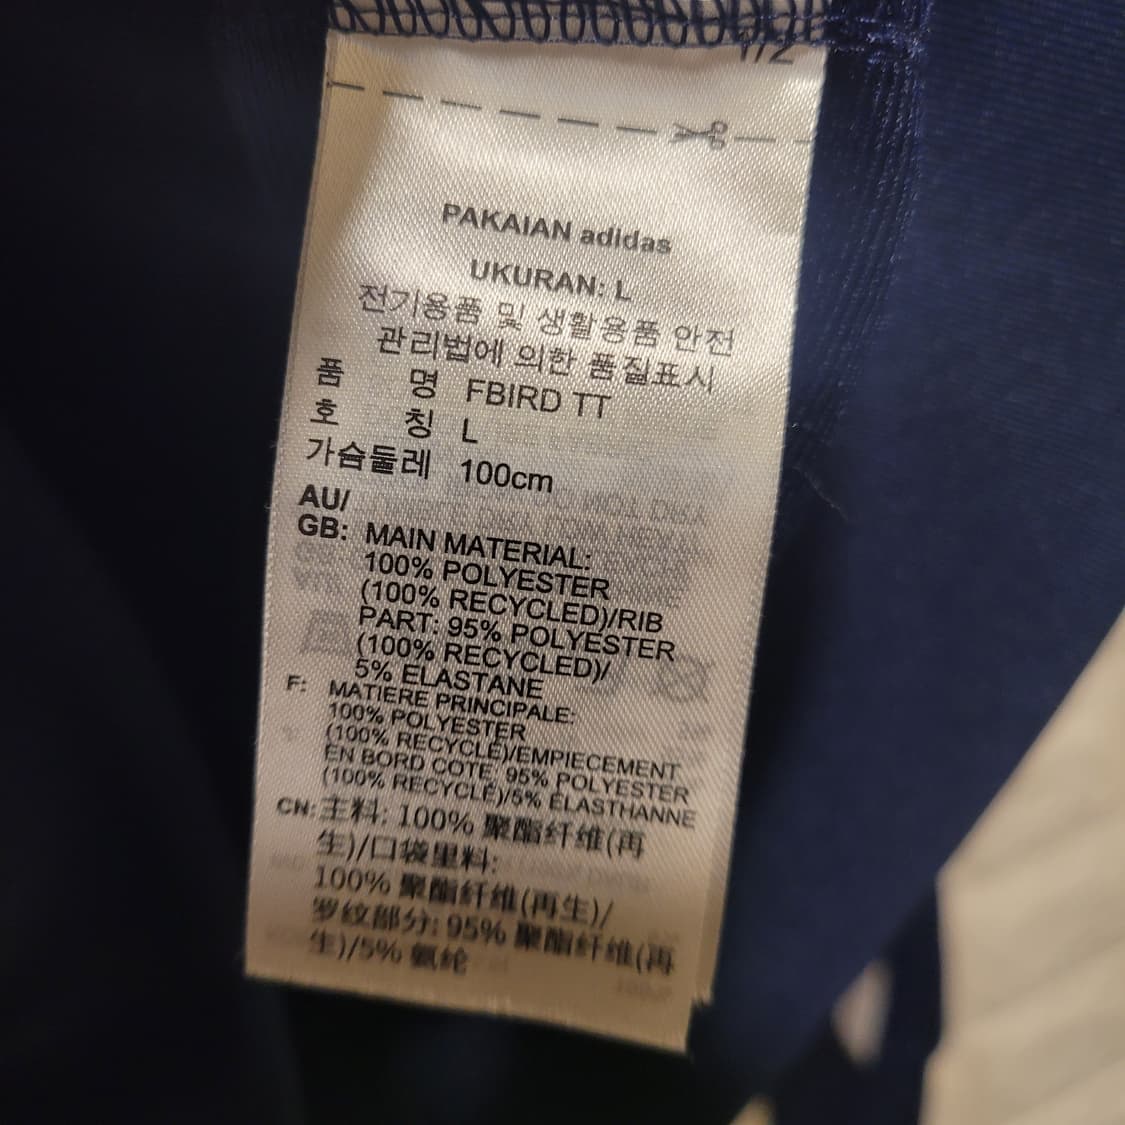 1/2
PAKAIAN adidas
UKURAN: L
전기용품 및 생활용품 안전
관리법에 의한 품질표시
품 명 FBIRD TT
호 칭 L
가슴둘레 100cm
AU/
GB: MAIN MATERIAL:
100% POLYESTER
(100% RECYCLED)/RIB
PART: 95% POLYESTER
(100% RECYCLED)/
5% ELASTANE
F: MATIERE PRINCIPALE:
100% POLYESTER
(100% RECYCLÉ)/EMPIECEMENT
EN BORD COTE, 95% POLYESTER
(100% RECYCLÉ)/5% ÉLASTHANNE
CN: 主料: 100% 聚酯纤维(再
生)/口袋里料:
100% 聚酯纤维(再生)/
罗纹部分: 95% 聚酯纤维(再
生)/5% 氨纶